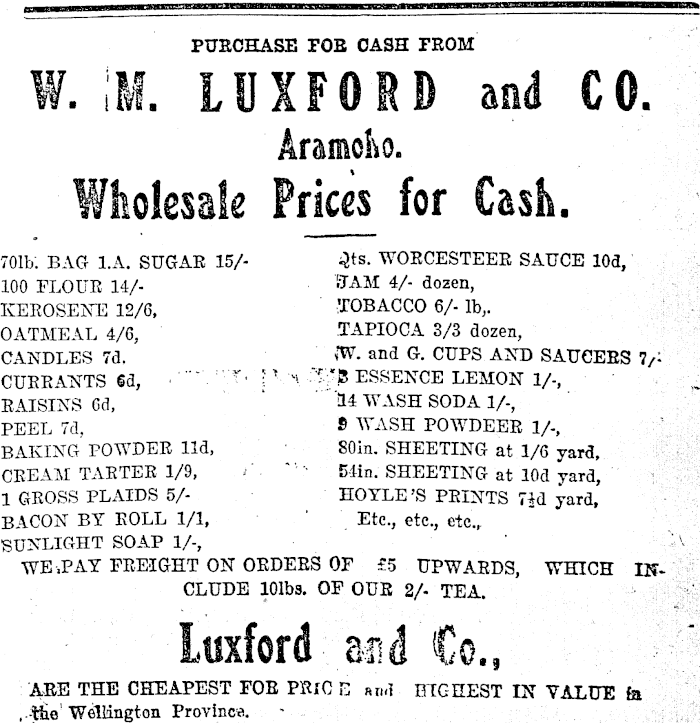 PURCHASE FOR CASH FROM
W. M. LUXFORD and CO.
Aramoho.
Wholesale Prices for Cash.
70lb. BAG 1.A. SUGAR 15/-
100 FLOUR 14/-
KEROSENE 12/6,
OATMEAL 4/6,
CANDLES 7d.
CURRANTS 6d,
RAISINS 6d,
PEEL 7d,
BAKING POWDER 11d,
CREAM TARTER 1/9,
1 GROSS PLAIDS 5/-
BACON BY ROLL 1/1,
SUNLIGHT SOAP 1/-,
Qts. WORCESTEER SAUCE 10d,
JAM 4/- dozen,
TOBACCO 6/- lb,.
TAPIOCA 3/3 dozen,
W. and G. CUPS AND SAUCERS 7/-
3 ESSENCE LEMON 1/-,
14 WASH SODA 1/-,
9 WASH POWDEER 1/-,
80in. SHEETING at 1/6 yard,
54in. SHEETING at 10d yard,
HOYLE'S PRINTS 7½d yard,
Etc., etc., etc.,
WE PAY FREIGHT ON ORDERS OF £5 UPWARDS, WHICH IN-
CLUDE 10lbs. OF OUR 2/- TEA.
Luxford and Co.,
ARE THE CHEAPEST FOR PRICE and HIGHEST IN VALUE in
the Wellington Province.